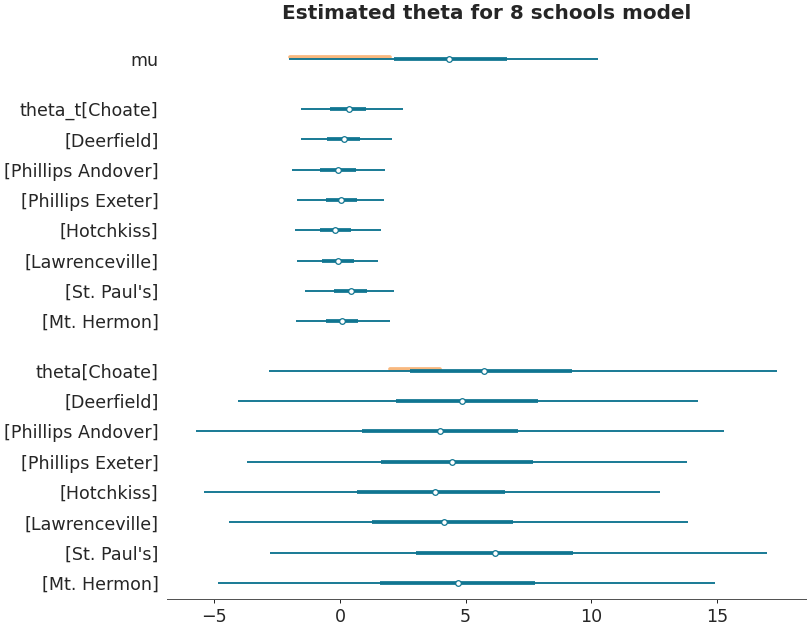 Estimated theta for 8 schools model
mu
theta_t[Choate]
[Deerfield]
[Phillips Andover]
[Phillips Exeter]
[Hotchkiss]
[Lawrenceville]
[St. Paul's]
[Mt. Hermon]
theta[Choate]
[Deerfield]
[Phillips Andover]
[Phillips Exeter]
[Hotchkiss]
[Lawrenceville]
[St. Paul's]
[Mt. Hermon]
−5 0 5 10 15